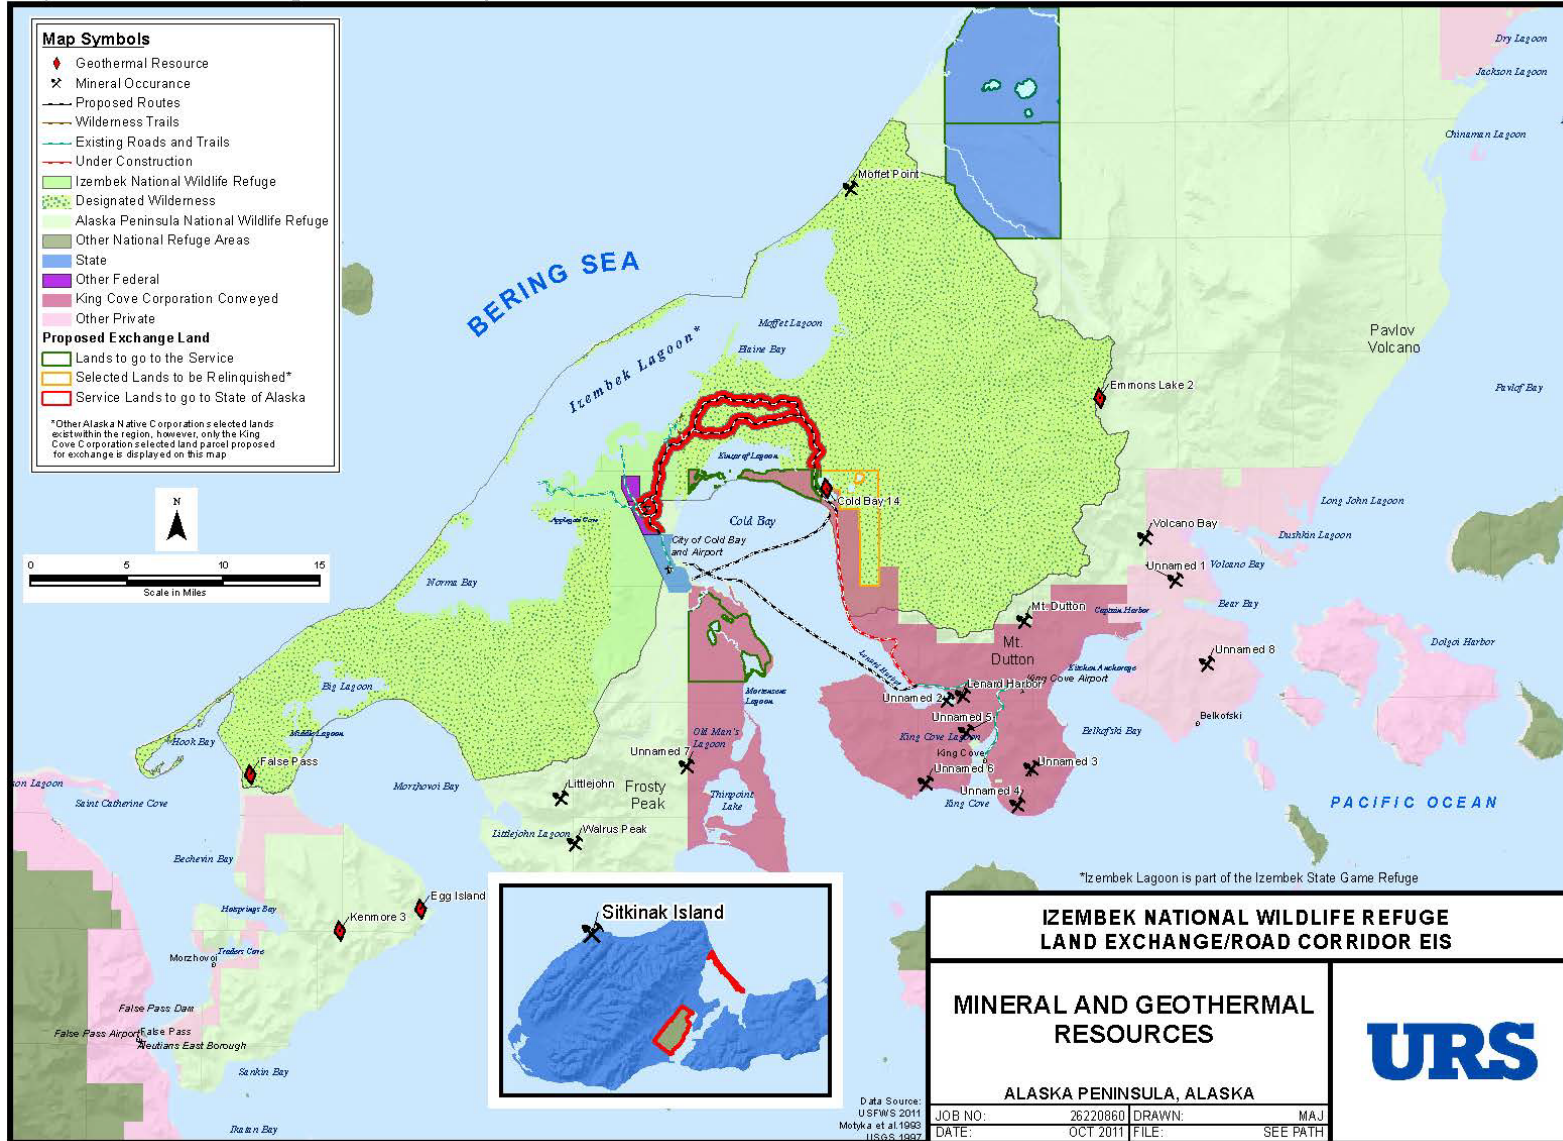 Map Symbols
Geothermal Resource
Mineral Occurance
Proposed Routes
Wilderness Trails
Existing Roads and Trails
Under Construction
Izembek National Wildlife Refuge
Designated Wilderness
Alaska Peninsula National Wildlife Refuge
Other National Refuge Areas
State
Other Federal
King Cove Corporation Conveyed
Other Private
Proposed Exchange Land
Lands to go to the Service
Selected Lands to be Relinquished*
Service Lands to go to State of Alaska
*Other Alaska Native Corporation selected lands
exist within the region, however, only the King
Cove Corporation selected land parcel proposed
for exchange is displayed on this map
N
0 5 10 15
Scale in Miles
Dry Lagoon
Jackson Lagoon
Chinaman Lagoon
Moffet Point
BERING SEA
Moffet Lagoon
Izembek Lagoon*
Blaine Bay
Pavlov
Volcano
Emmons Lake 2
Pavlof Bay
Kinzarof Lagoon
Cold Bay 14
Long John Lagoon
Applegate Cove
Cold Bay
Volcano Bay
Dushkin Lagoon
City of Cold Bay
and Airport
Unnamed 1
Volcano Bay
Norma Bay
Bear Bay
Mt. Dutton
Captain Harbor
Mt.
Dutton
Dolgoi Harbor
Unnamed 8
Lenard Harbor
Kitchen Anchorage
King Cove Airport
Big Lagoon
Mortensens
Lagoon
Lenard Harbor
Unnamed 2
Unnamed 5
Belkofski
Middle Lagoon
Hook Bay
Old Man's
Lagoon
King Cove Lagoon
Belkofski Bay
King Cove
Unnamed 7
False Pass
Unnamed 6
Unnamed 3
Littlejohn
Frosty
Peak
Morzhovoi Bay
Thinpoint
Lake
Unnamed 4
King Cove
Saint Catherine Cove
PACIFIC OCEAN
Littlejohn Lagoon
Walrus Peak
Bechevin Bay
*Izembek Lagoon is part of the Izembek State Game Refuge
Egg Island
Hotsprings Bay
Kenmore 3
Traders Cove
Morzhovoi
False Pass Dam
False Pass Airport
False Pass
Aleutians East Borough
Sankin Bay
Ikatan Bay
Sitkinak Island
IZEMBEK NATIONAL WILDLIFE REFUGE
LAND EXCHANGE/ROAD CORRIDOR EIS
MINERAL AND GEOTHERMAL
RESOURCES
URS
ALASKA PENINSULA, ALASKA
Data Source:
USFWS 2011
Motyka et al. 1993
USGS 1997
JOB NO: 26220860 DRAWN: MAJ
DATE: OCT 2011 FILE: SEE PATH